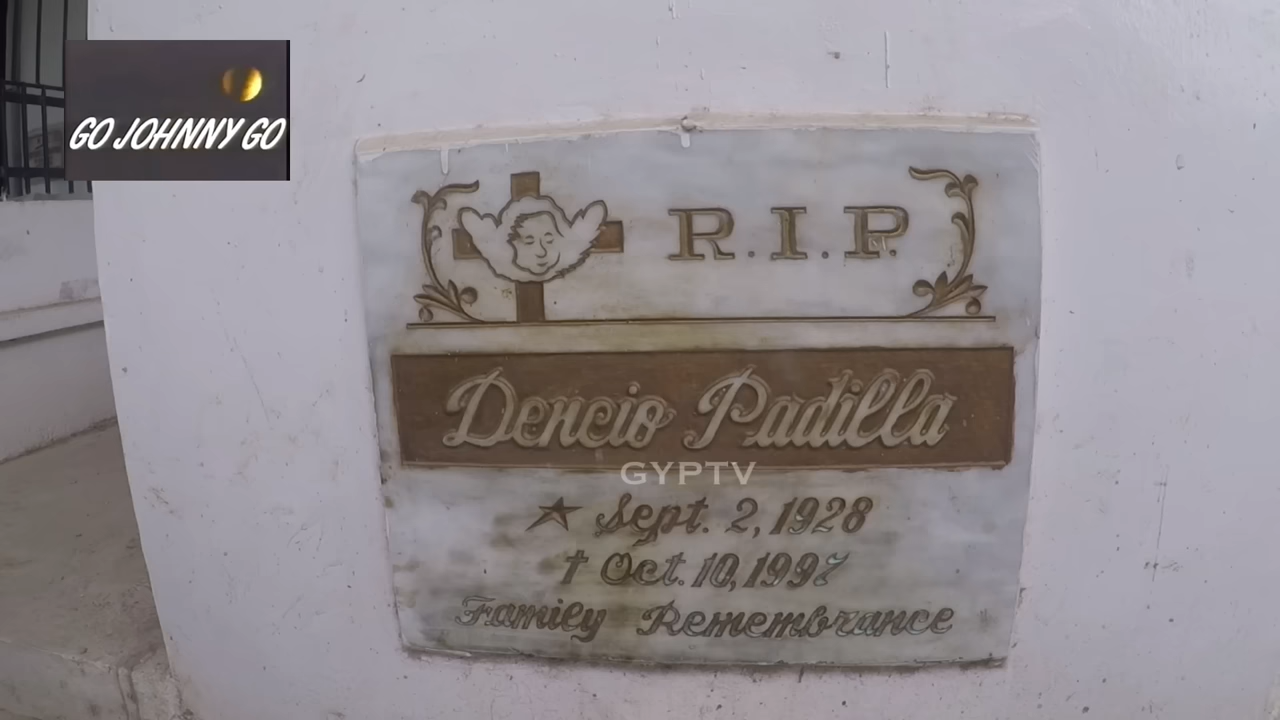 GO JOHNNY GO
R.I.P.
Dencio Padilla
GYPTV
Sept. 2, 1928
Oct. 10, 1997
Family Remembrance